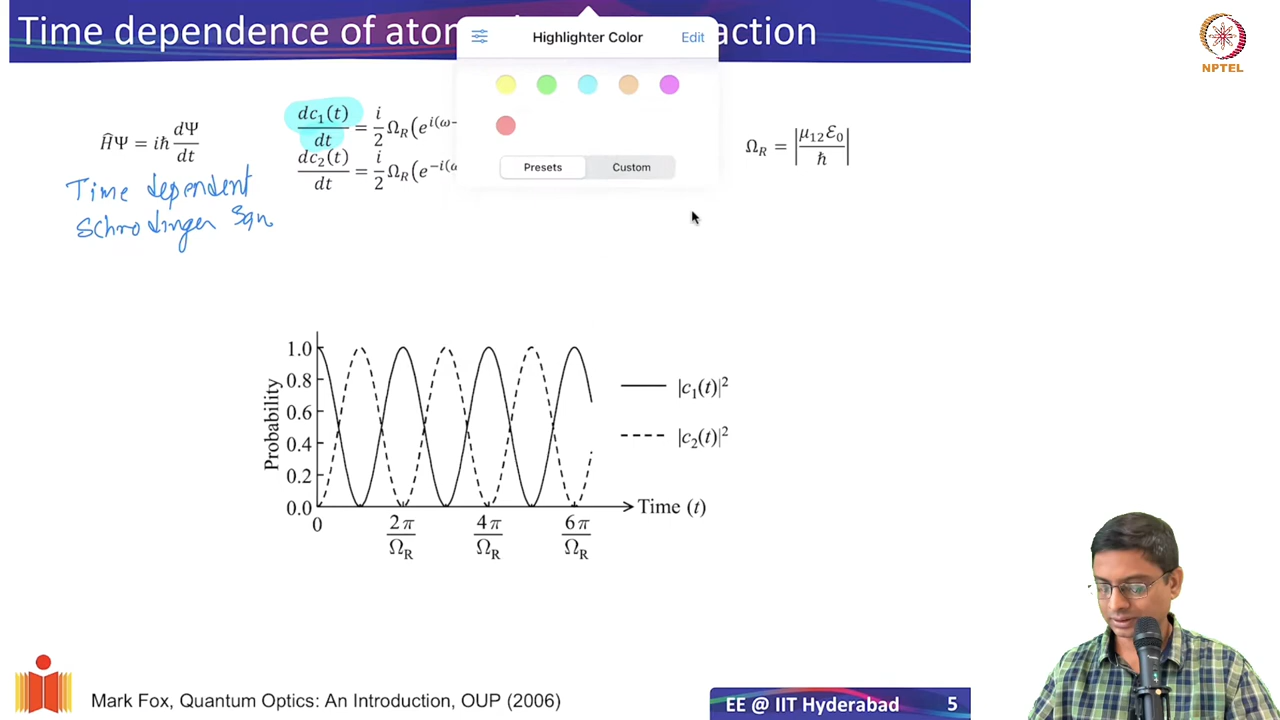 Time dependence of atom
action
Highlighter Color
Edit
Presets
Custom
NPTEL
ĤΨ = iħ dΨ/dt
dc₁(t)/dt = i/2 Ω_R(e^{i(ω−
dc₂(t)/dt = i/2 Ω_R(e^{−i(ω
Ω_R = |μ₁₂ℰ₀/ħ|
Time dependent
Schrodinger Eqn
Probability
1.0
0.8
0.6
0.4
0.2
0.0
0
2π/Ω_R
4π/Ω_R
6π/Ω_R
Time (t)
|c₁(t)|²
|c₂(t)|²
Mark Fox, Quantum Optics: An Introduction, OUP (2006)
EE @ IIT Hyderabad 5